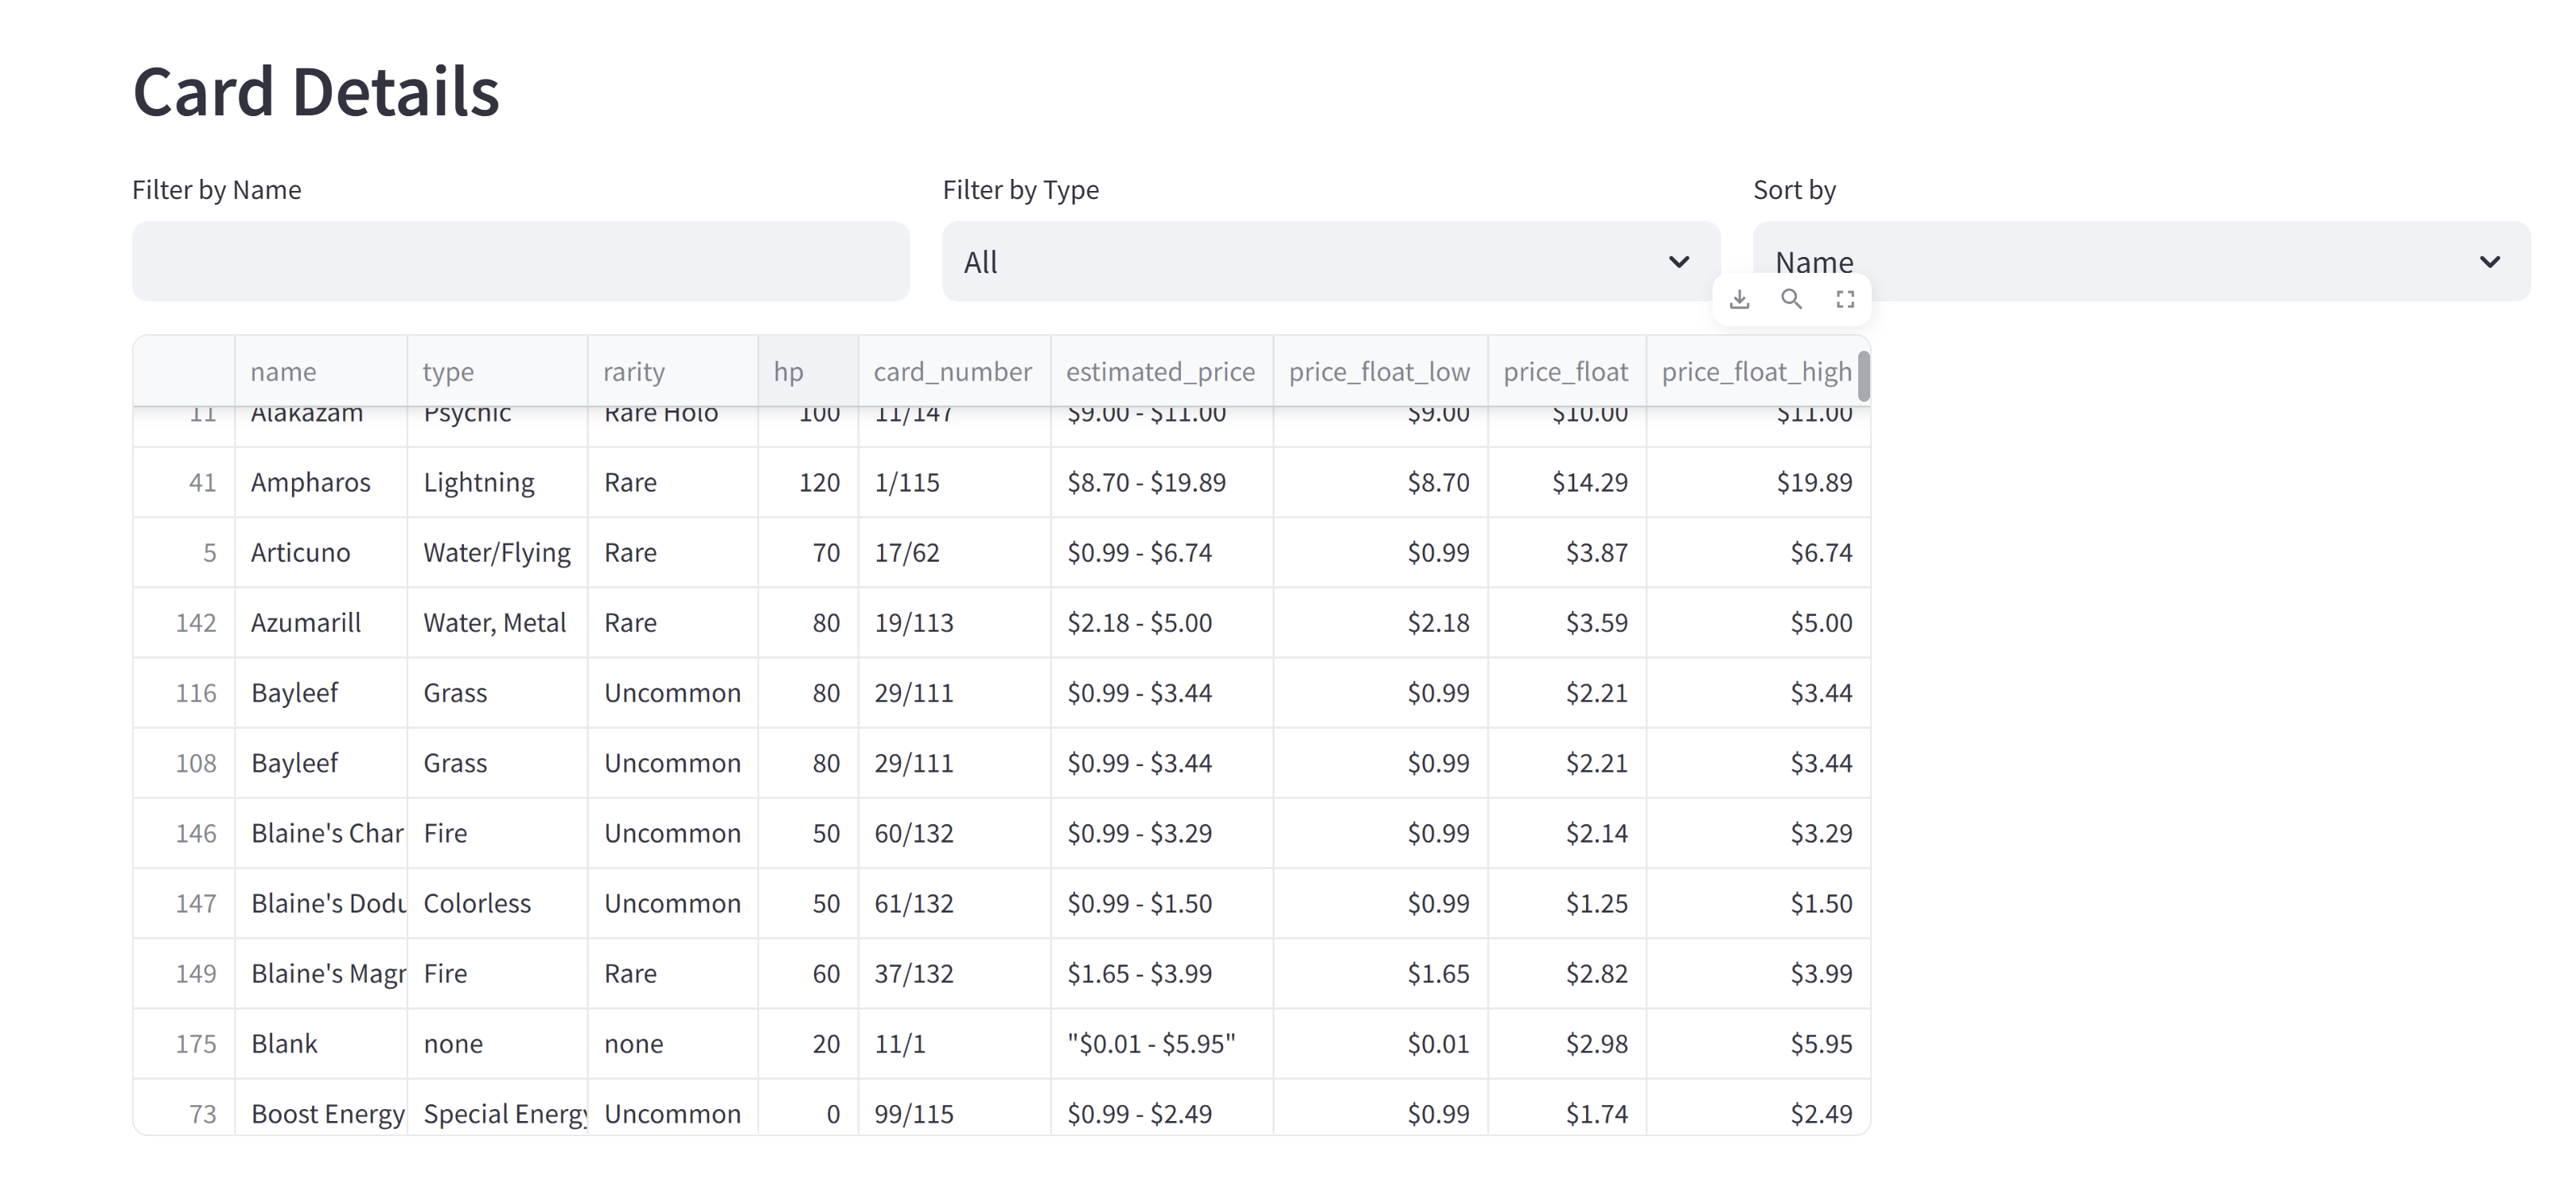 Card Details
Filter by Name Filter by Type Sort by
All Name
name type rarity hp card_number estimated_price price_float_low price_float price_float_high
11 Alakazam Psychic Rare Holo 100 11/147 $9.00 - $11.00 $9.00 $10.00 $11.00
41 Ampharos Lightning Rare 120 1/115 $8.70 - $19.89 $8.70 $14.29 $19.89
5 Articuno Water/Flying Rare 70 17/62 $0.99 - $6.74 $0.99 $3.87 $6.74
142 Azumarill Water, Metal Rare 80 19/113 $2.18 - $5.00 $2.18 $3.59 $5.00
116 Bayleef Grass Uncommon 80 29/111 $0.99 - $3.44 $0.99 $2.21 $3.44
108 Bayleef Grass Uncommon 80 29/111 $0.99 - $3.44 $0.99 $2.21 $3.44
146 Blaine's Char Fire Uncommon 50 60/132 $0.99 - $3.29 $0.99 $2.14 $3.29
147 Blaine's Dodu Colorless Uncommon 50 61/132 $0.99 - $1.50 $0.99 $1.25 $1.50
149 Blaine's Magn Fire Rare 60 37/132 $1.65 - $3.99 $1.65 $2.82 $3.99
175 Blank none none 20 11/1 "$0.01 - $5.95" $0.01 $2.98 $5.95
73 Boost Energy Special Energy Uncommon 0 99/115 $0.99 - $2.49 $0.99 $1.74 $2.49